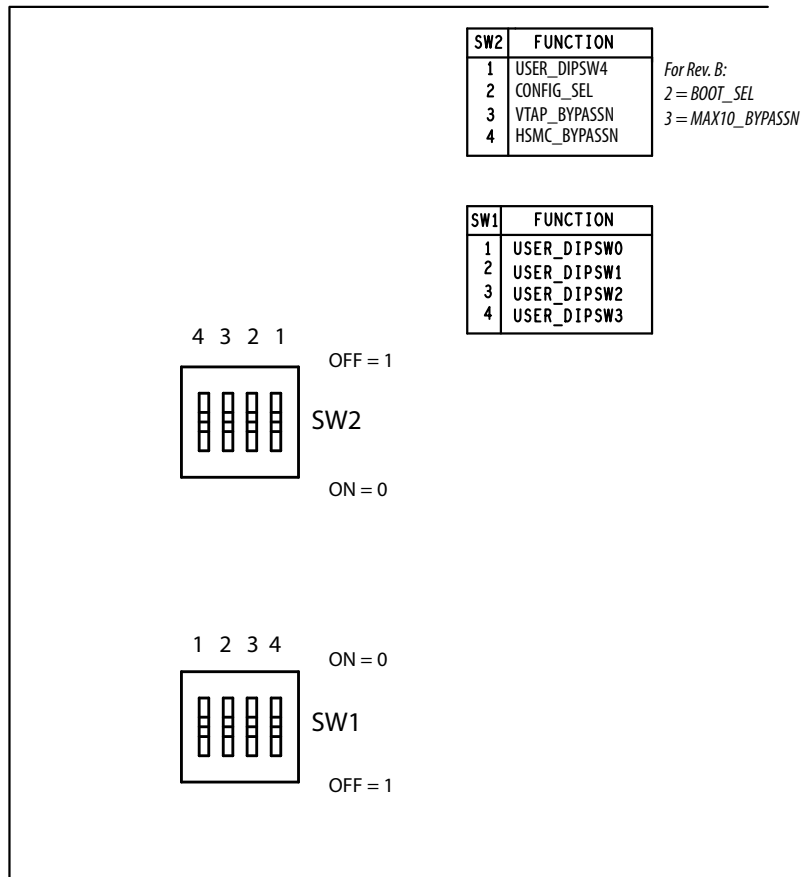 SW2 FUNCTION
1 USER_DIPSW4
2 CONFIG_SEL
3 VTAP_BYPASSN
4 HSMC_BYPASSN
For Rev. B:
2 = BOOT_SEL
3 = MAX10_BYPASSN
SW1 FUNCTION
1 USER_DIPSW0
2 USER_DIPSW1
3 USER_DIPSW2
4 USER_DIPSW3
4 3 2 1
OFF = 1
SW2
ON = 0
1 2 3 4
ON = 0
SW1
OFF = 1